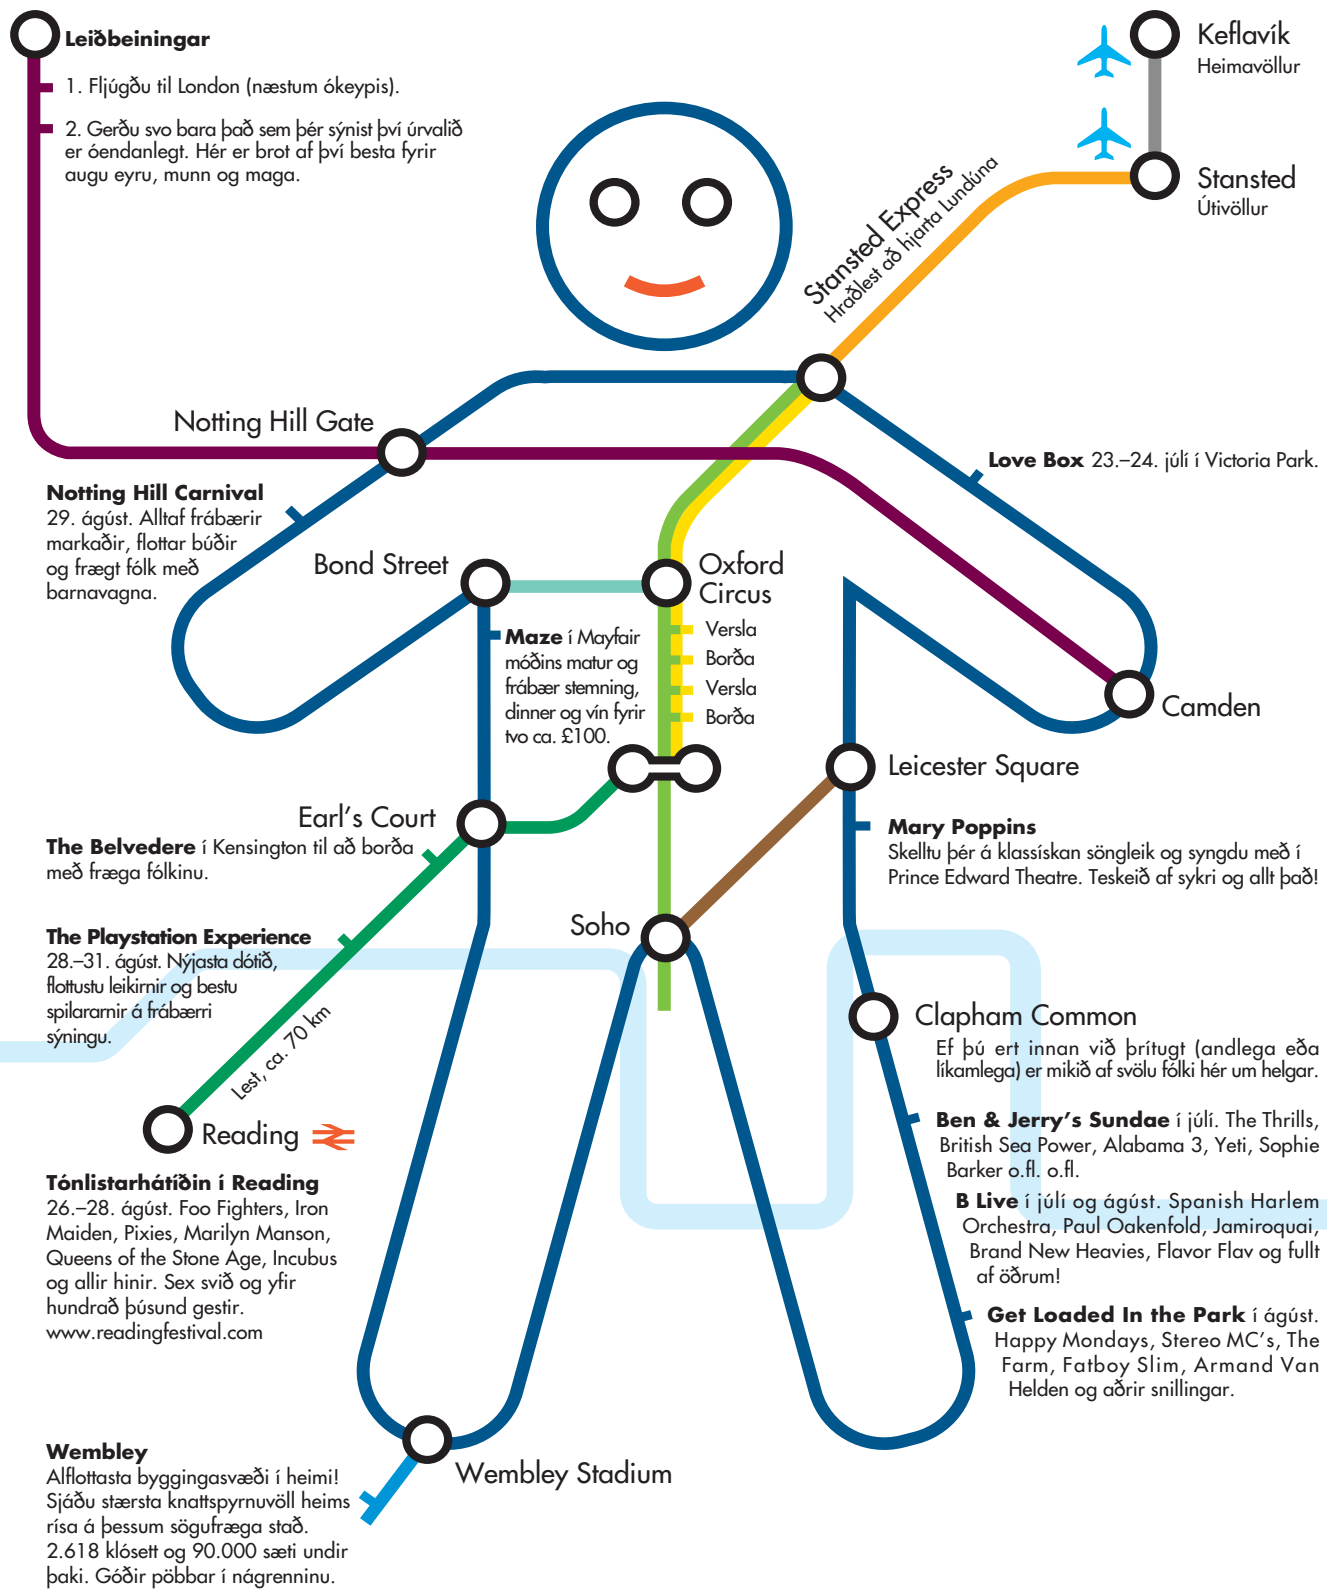 Leiðbeiningar
1. Fljúgðu til London (næstum ókeypis).
2. Gerðu svo bara það sem þér sýnist því úrvalið
er óendanlegt. Hér er brot af því besta fyrir
augu eyru, munn og maga.
Keflavík
Heimavöllur
Stansted
Útivöllur
Stansted Express
Hraðlest að hjarta Lundúna
Notting Hill Gate
Notting Hill Carnival
29. ágúst. Alltaf frábærir
markaðir, flottar búðir
og frægt fólk með
barnavagna.
Love Box 23.–24. júlí í Victoria Park.
Bond Street
Oxford
Circus
Versla
Borða
Versla
Borða
Maze í Mayfair
móðins matur og
frábær stemning,
dinner og vín fyrir
tvo ca. £100.
Camden
Leicester Square
Mary Poppins
Skelltu þér á klassískan söngleik og syngdu með í
Prince Edward Theatre. Teskeið af sykri og allt það!
Earl's Court
The Belvedere í Kensington til að borða
með fræga fólkinu.
Soho
The Playstation Experience
28.–31. ágúst. Nýjasta dótið,
flottustu leikirnir og bestu
spilararnir á frábærri
sýningu.
Lest, ca. 70 km
Reading
Clapham Common
Ef þú ert innan við þrítugt (andlega eða
líkamlega) er mikið af svölu fólki hér um helgar.
Ben & Jerry's Sundae í júlí. The Thrills,
British Sea Power, Alabama 3, Yeti, Sophie
Barker o.fl. o.fl.
B Live í júlí og ágúst. Spanish Harlem
Orchestra, Paul Oakenfold, Jamiroquai,
Brand New Heavies, Flavor Flav og fullt
af öðrum!
Get Loaded In the Park í ágúst.
Happy Mondays, Stereo MC's, The
Farm, Fatboy Slim, Armand Van
Helden og aðrir snillingar.
Tónlistarhátíðin í Reading
26.–28. ágúst. Foo Fighters, Iron
Maiden, Pixies, Marilyn Manson,
Queens of the Stone Age, Incubus
og allir hinir. Sex svið og yfir
hundrað þúsund gestir.
www.readingfestival.com
Wembley
Alflottasta byggingasvæði í heimi!
Sjáðu stærsta knattspyrnuvöll heims
rísa á þessum sögufræga stað.
2.618 klósett og 90.000 sæti undir
þaki. Góðir pöbbar í nágrenninu.
Wembley Stadium